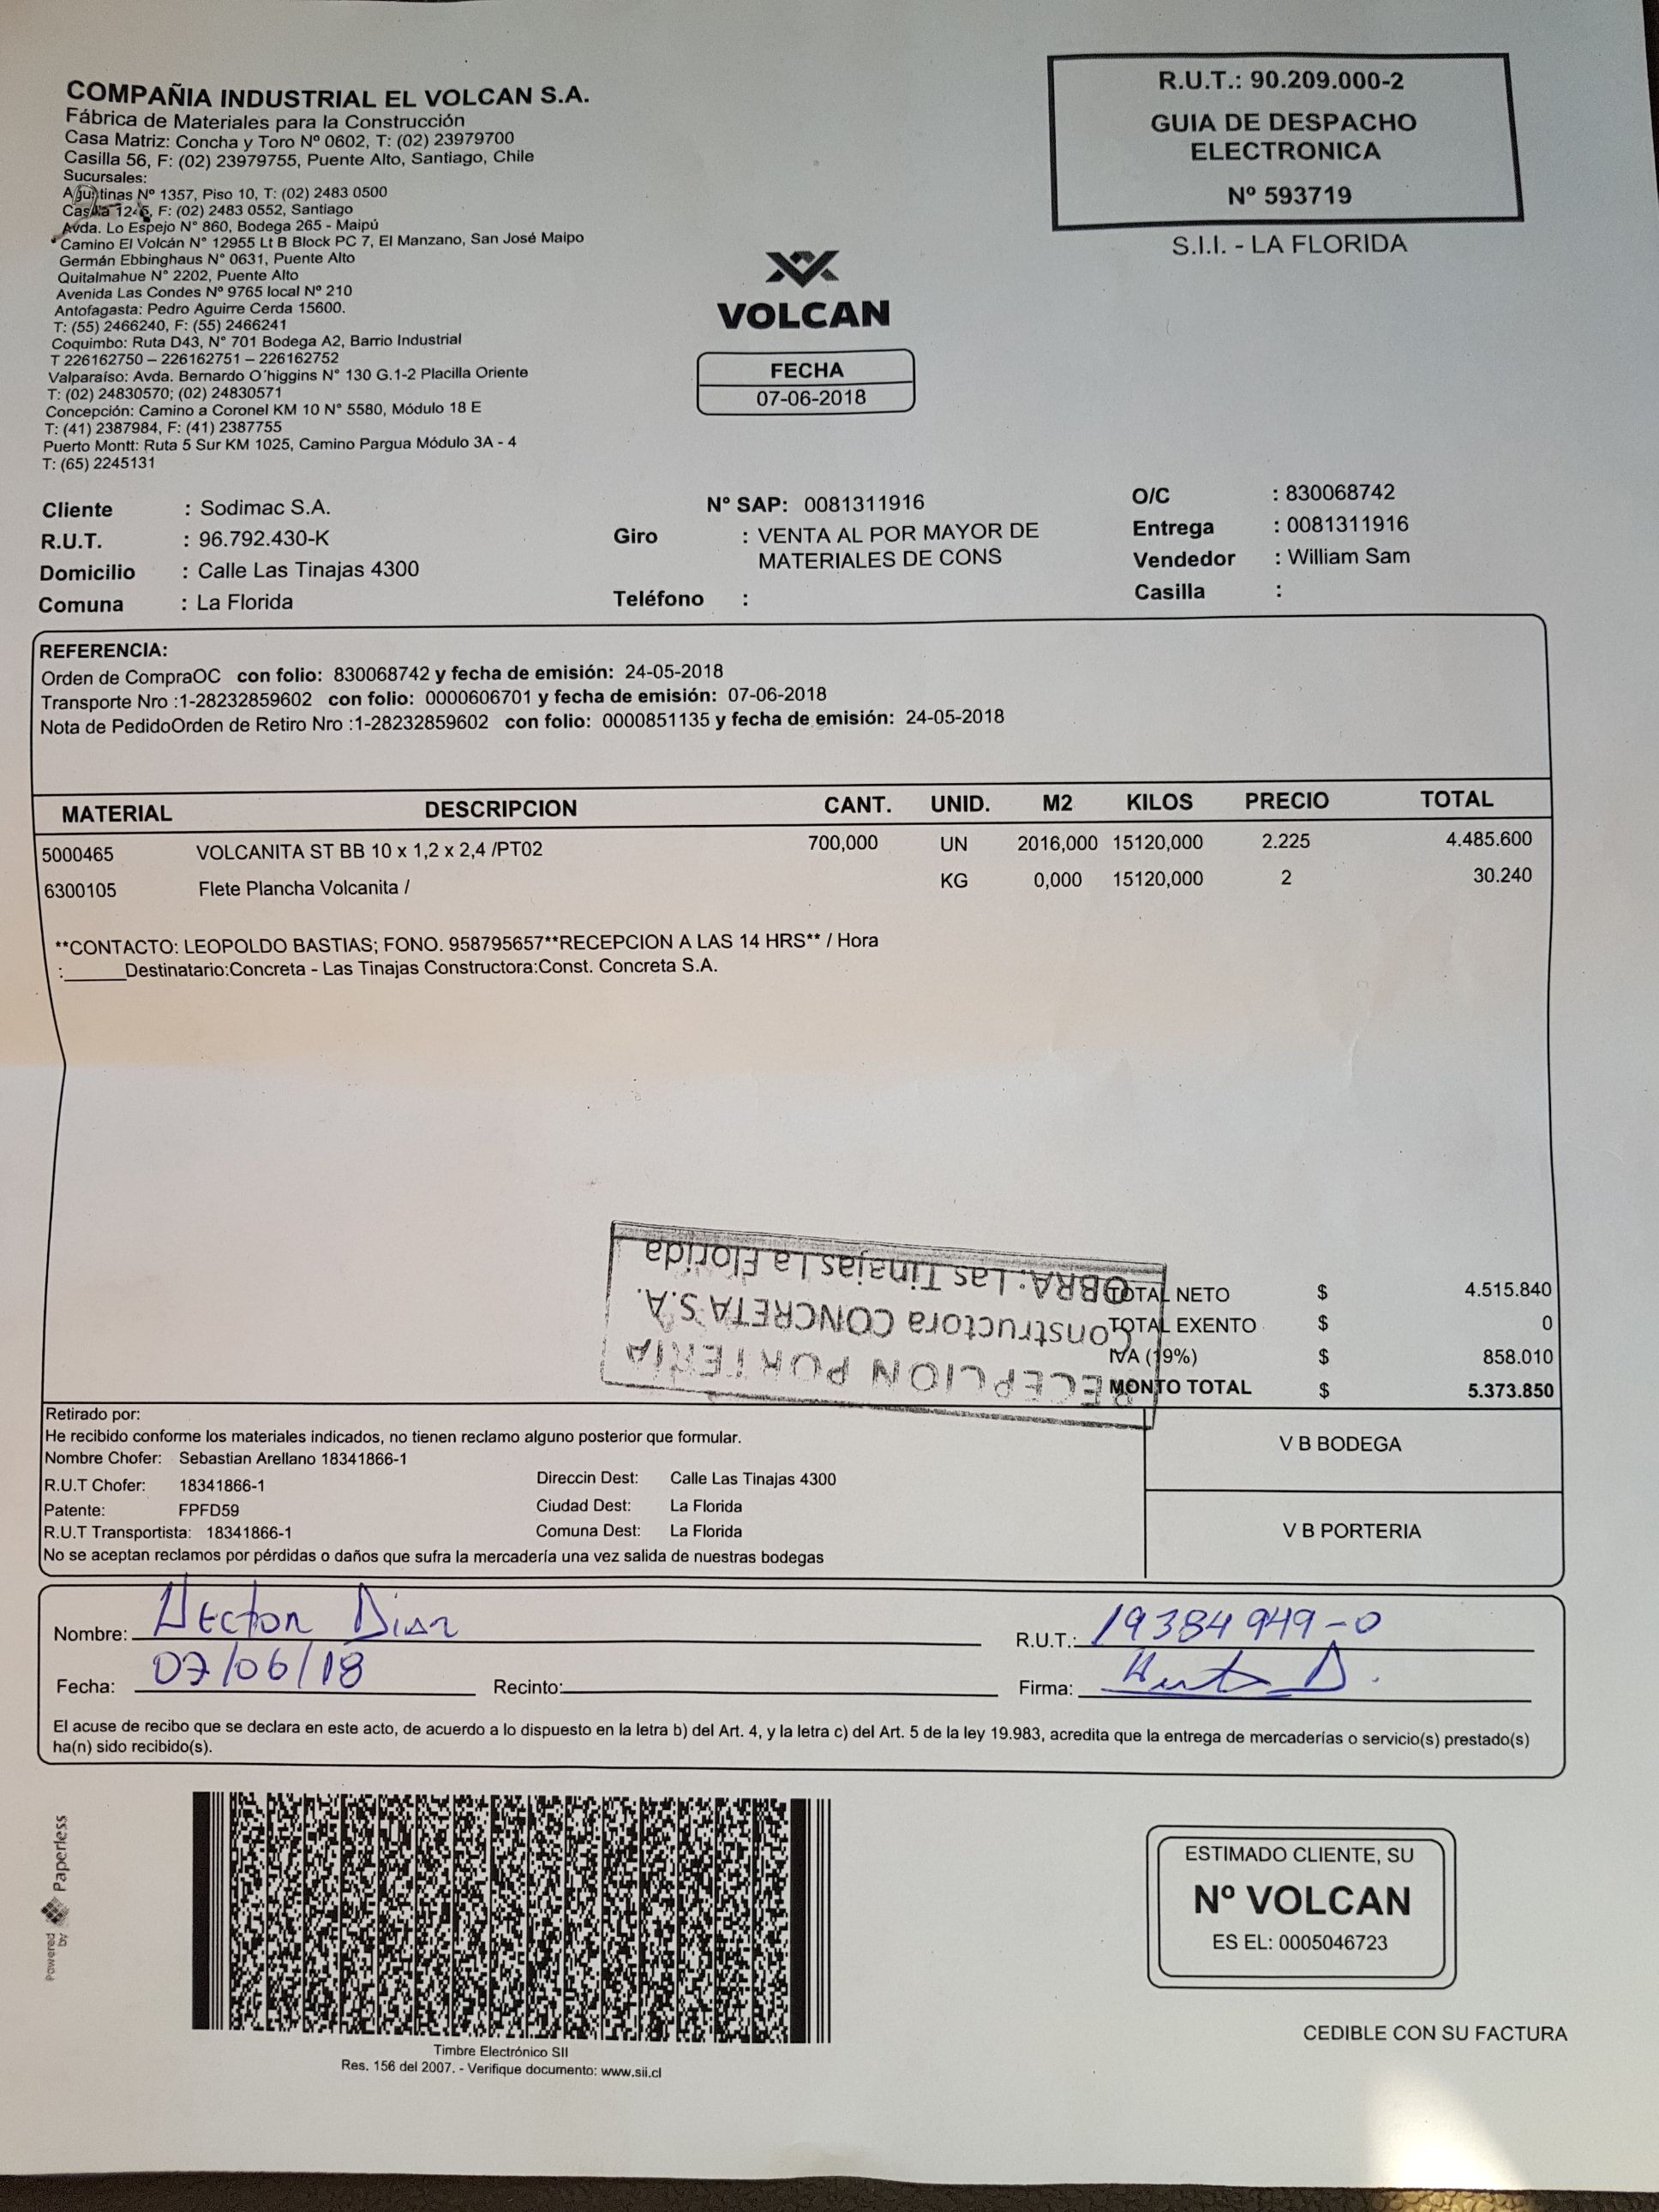 COMPAÑIA INDUSTRIAL EL VOLCAN S.A.
Fábrica de Materiales para la Construcción
Casa Matriz: Concha y Toro Nº 0602, T: (02) 23979700
Casilla 56, F: (02) 23979755, Puente Alto, Santiago, Chile
Sucursales:
Agustinas Nº 1357, Piso 10, T: (02) 2483 0500
Casilla F: (02) 2483 0552, Santiago
Avda. Lo Espejo N° 860, Bodega 265 - Maipú
Camino El Volcán N° 12955 Lt B Block PC 7, El Manzano, San José Maipo
Germán Ebbinghaus N° 0631, Puente Alto
Quitalmahue N° 2202, Puente Alto
Avenida Las Condes Nº 9765 local Nº 210
Antofagasta: Pedro Aguirre Cerda 15600.
T: (55) 2466240, F: (55) 2466241
Coquimbo: Ruta D43, N° 701 Bodega A2, Barrio Industrial
T 226162750 – 226162751 – 226162752
Valparaíso: Avda. Bernardo O´higgins N° 130 G.1-2 Placilla Oriente
T: (02) 24830570; (02) 24830571
Concepción: Camino a Coronel KM 10 N° 5580, Módulo 18 E
T: (41) 2387984, F: (41) 2387755
Puerto Montt: Ruta 5 Sur KM 1025, Camino Pargua Módulo 3A - 4
T: (65) 2245131
VOLCAN
FECHA
07-06-2018
R.U.T.: 90.209.000-2
GUIA DE DESPACHO
ELECTRONICA
Nº 593719
S.I.I. - LA FLORIDA
Cliente : Sodimac S.A.
R.U.T. : 96.792.430-K
Domicilio : Calle Las Tinajas 4300
Comuna : La Florida
Nº SAP: 0081311916
Giro : VENTA AL POR MAYOR DE
MATERIALES DE CONS
Teléfono :
O/C : 830068742
Entrega : 0081311916
Vendedor : William Sam
Casilla :
REFERENCIA:
Orden de CompraOC con folio: 830068742 y fecha de emisión: 24-05-2018
Transporte Nro :1-28232859602 con folio: 0000606701 y fecha de emisión: 07-06-2018
Nota de PedidoOrden de Retiro Nro :1-28232859602 con folio: 0000851135 y fecha de emisión: 24-05-2018
MATERIAL DESCRIPCION CANT. UNID. M2 KILOS PRECIO TOTAL
5000465 VOLCANITA ST BB 10 x 1,2 x 2,4 /PT02 700,000 UN 2016,000 15120,000 2.225 4.485.600
6300105 Flete Plancha Volcanita / KG 0,000 15120,000 2 30.240
**CONTACTO: LEOPOLDO BASTIAS; FONO. 958795657**RECEPCION A LAS 14 HRS** / Hora
:______Destinatario:Concreta - Las Tinajas Constructora:Const. Concreta S.A.
RECEPCION PORTERIA
Constructora CONCRETA S.A.
OBRA: Las Tinajas La Florida
TOTAL NETO $ 4.515.840
TOTAL EXENTO $ 0
IVA (19%) $ 858.010
MONTO TOTAL $ 5.373.850
Retirado por:
He recibido conforme los materiales indicados, no tienen reclamo alguno posterior que formular.
Nombre Chofer: Sebastian Arellano 18341866-1
R.U.T Chofer: 18341866-1
Patente: FPFD59
R.U.T Transportista: 18341866-1
Direccin Dest: Calle Las Tinajas 4300
Ciudad Dest: La Florida
Comuna Dest: La Florida
No se aceptan reclamos por pérdidas o daños que sufra la mercadería una vez salida de nuestras bodegas
V B BODEGA
V B PORTERIA
Nombre: Hector Diaz
R.U.T.: 19384949-0
Fecha: 07/06/18
Recinto:
Firma:
El acuse de recibo que se declara en este acto, de acuerdo a lo dispuesto en la letra b) del Art. 4, y la letra c) del Art. 5 de la ley 19.983, acredita que la entrega de mercaderías o servicio(s) prestado(s)
ha(n) sido recibido(s).
Powered by Paperless
Timbre Electrónico SII
Res. 156 del 2007. - Verifique documento: www.sii.cl
ESTIMADO CLIENTE, SU
Nº VOLCAN
ES EL: 0005046723
CEDIBLE CON SU FACTURA